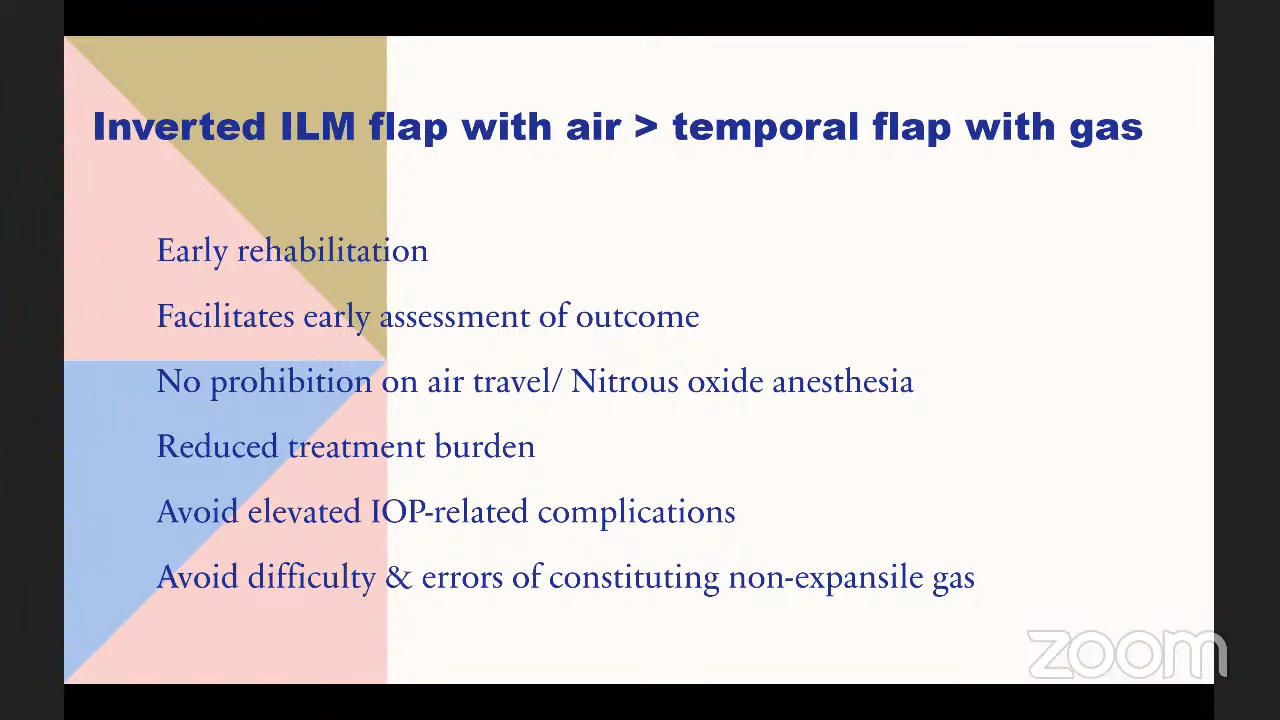 Inverted ILM flap with air > temporal flap with gas
Early rehabilitation
Facilitates early assessment of outcome
No prohibition on air travel/ Nitrous oxide anesthesia
Reduced treatment burden
Avoid elevated IOP-related complications
Avoid difficulty & errors of constituting non-expansile gas
zoom